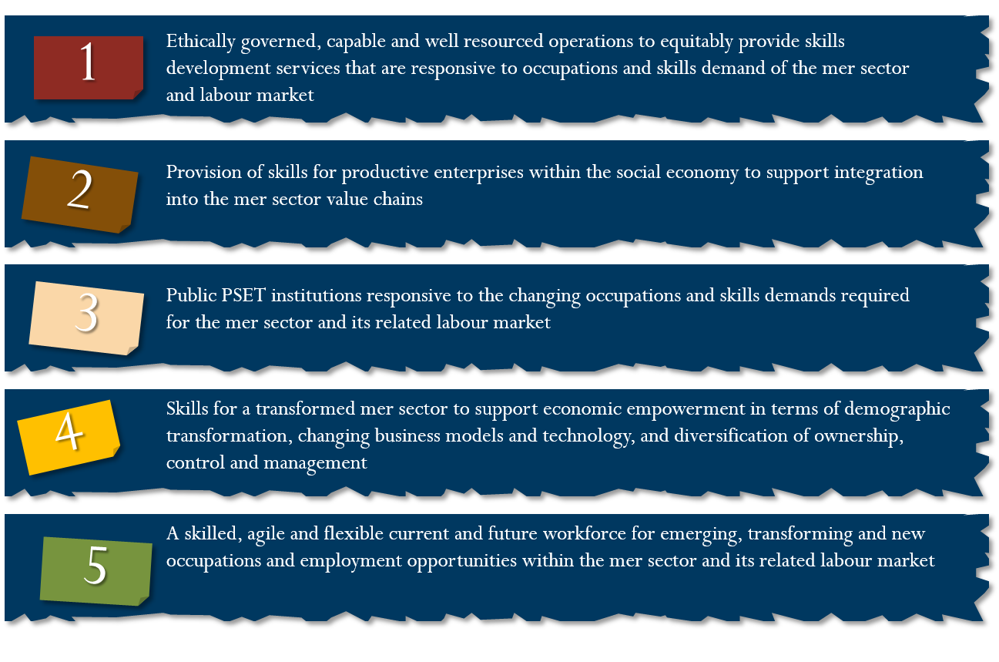 1
Ethically governed, capable and well resourced operations to equitably provide skills
development services that are responsive to occupations and skills demand of the mer sector
and labour market
2
Provision of skills for productive enterprises within the social economy to support integration
into the mer sector value chains
3
Public PSET institutions responsive to the changing occupations and skills demands required
for the mer sector and its related labour market
4
Skills for a transformed mer sector to support economic empowerment in terms of demographic
transformation, changing business models and technology, and diversification of ownership,
control and management
5
A skilled, agile and flexible current and future workforce for emerging, transforming and new
occupations and employment opportunities within the mer sector and its related labour market